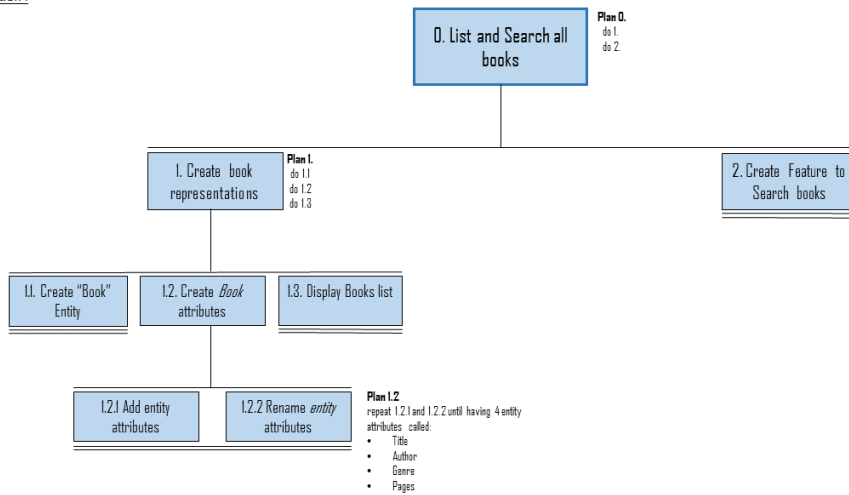 0. List and Search all
books
Plan 0.
do 1.
do 2.
1. Create book
representations
Plan 1.
do 1.1
do 1.2
do 1.3
2. Create Feature to
Search books
1.1. Create "Book"
Entity
1.2. Create Book
attributes
1.3. Display Books list
1.2.1 Add entity
attributes
1.2.2 Rename entity
attributes
Plan 1.2
repeat 1.2.1 and 1.2.2 until having 4 entity
attributes called:
• Title
• Author
• Genre
• Pages